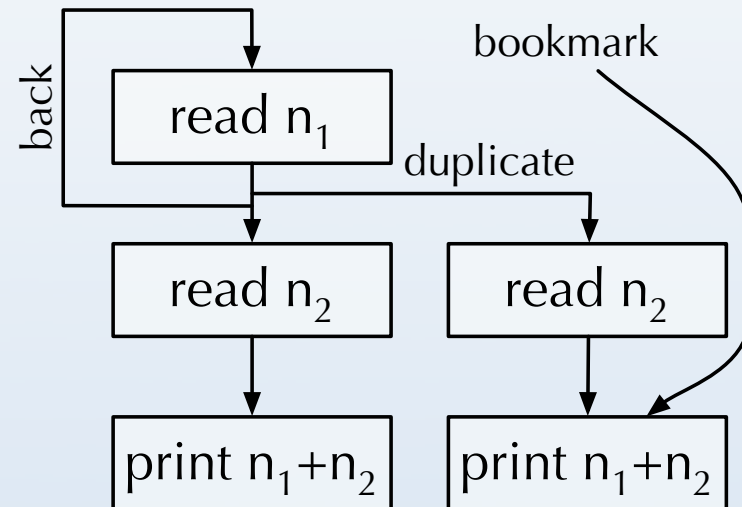 bookmark
back
read n₁
duplicate
read n₂
read n₂
print n₁+n₂
print n₁+n₂